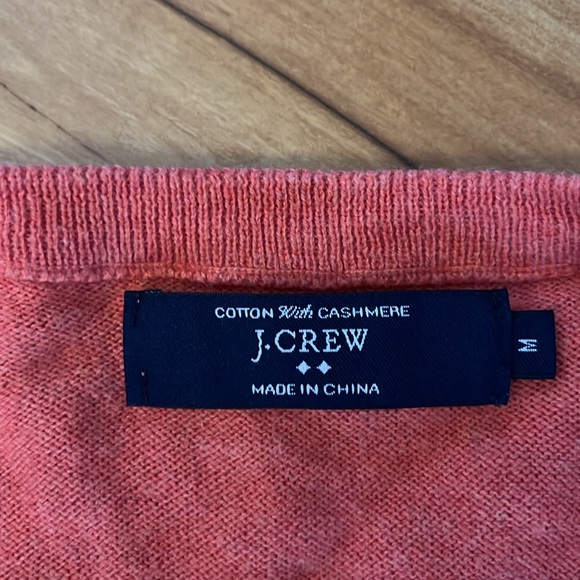 COTTON With CASHMERE
J.CREW
MADE IN CHINA
M